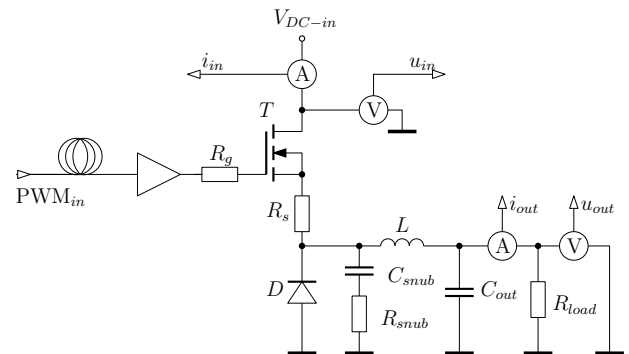 V_{DC-in}
i_{in}
A
u_{in}
V
T
R_g
PWM_{in}
R_s
L
i_{out}
u_{out}
A
V
D
C_{snub}
R_{snub}
C_{out}
R_{load}